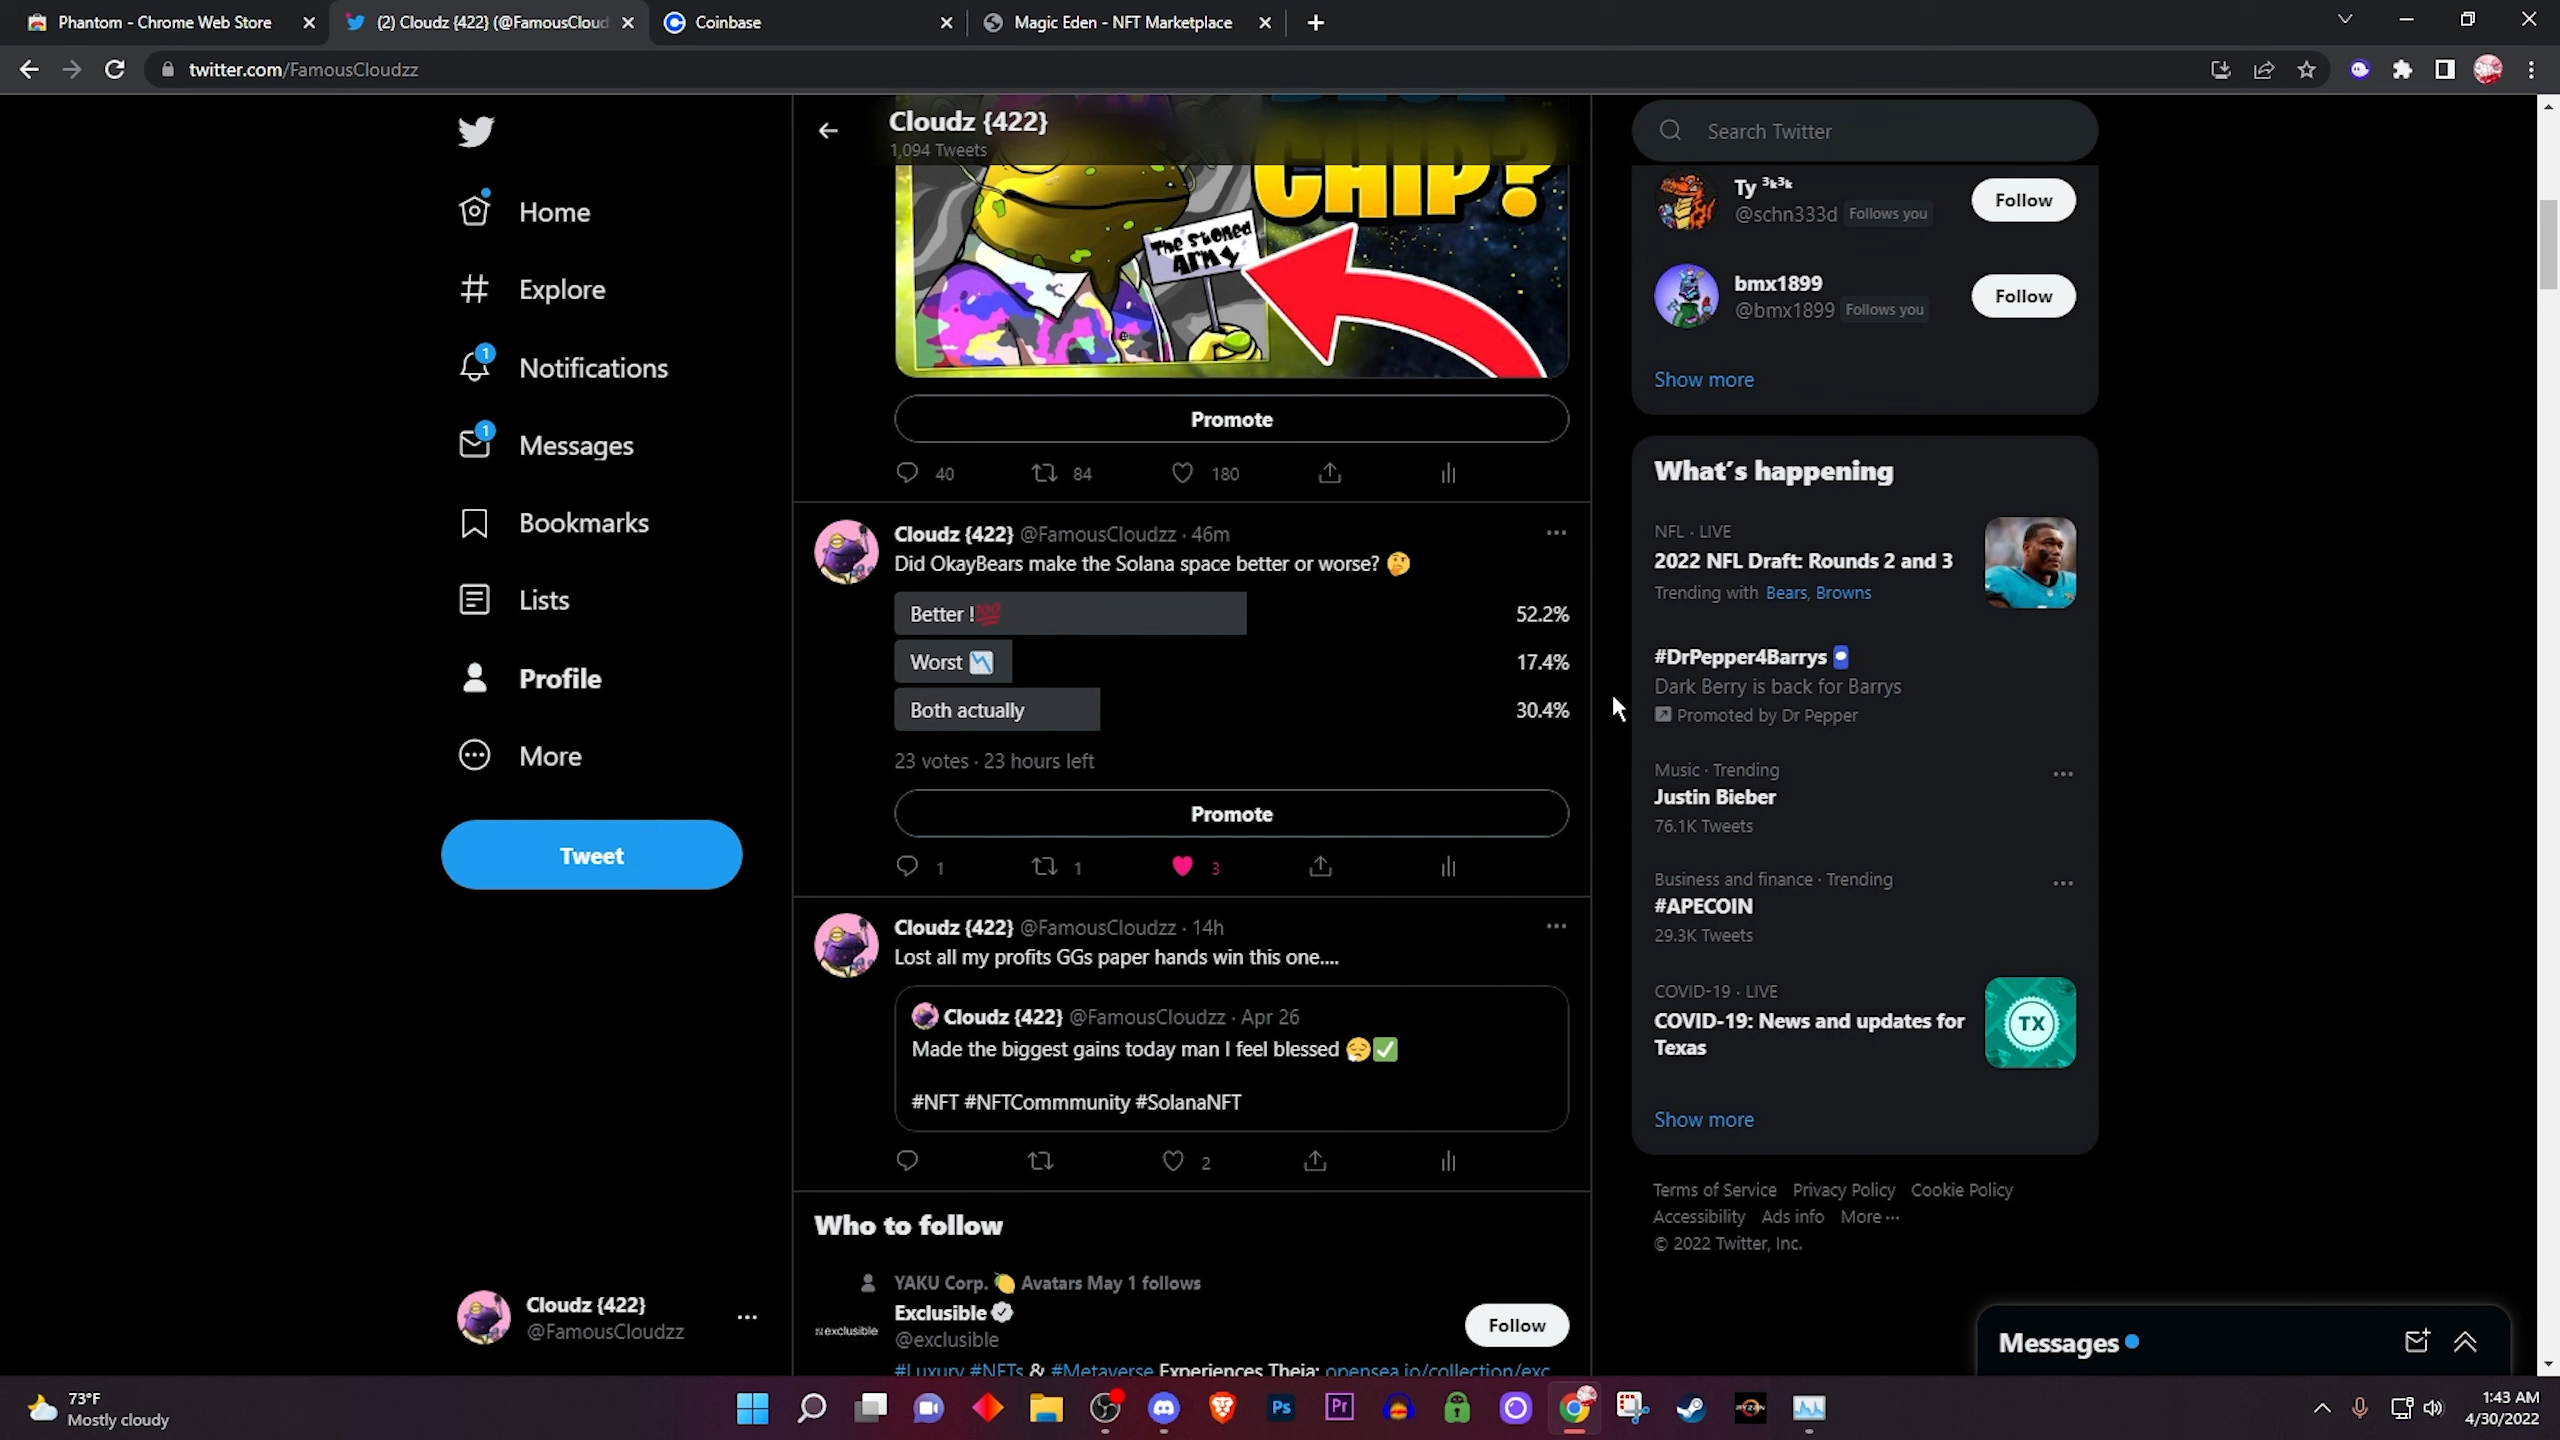 Phantom - Chrome Web Store
(2) Cloudz {422} (@FamousCloud
Coinbase
Magic Eden - NFT Marketplace
twitter.com/FamousCloudzz
Home
Explore
1
Notifications
1
Messages
Bookmarks
Lists
Profile
More
Tweet
Cloudz {422}
@FamousCloudzz
Cloudz {422}
1,094 Tweets
CHIP?
The Stoned
ARMY
Promote
40 84 180
Cloudz {422} @FamousCloudzz · 46m
Did OkayBears make the Solana space better or worse? 🤔
Better !💯 52.2%
Worst 📉 17.4%
Both actually 30.4%
23 votes · 23 hours left
Promote
1 1 3
Cloudz {422} @FamousCloudzz · 14h
Lost all my profits GGs paper hands win this one....
Cloudz {422} @FamousCloudzz · Apr 26
Made the biggest gains today man I feel blessed 😮‍💨✅
#NFT #NFTCommmunity #SolanaNFT
2
Who to follow
YAKU Corp. 🍋 Avatars May 1 follows
Exclusible
exclusible
@exclusible
Follow
#Luxury #NFTs & #Metaverse Experiences Theia: opensea.io/collection/exc
Search Twitter
Ty ³ᵏ³ᵏ
@schn333d Follows you
Follow
bmx1899
@bmx1899 Follows you
Follow
Show more
What's happening
NFL · LIVE
2022 NFL Draft: Rounds 2 and 3
Trending with Bears, Browns
#DrPepper4Barrys
Dark Berry is back for Barrys
Promoted by Dr Pepper
Music · Trending
Justin Bieber
76.1K Tweets
Business and finance · Trending
#APECOIN
29.3K Tweets
COVID-19 · LIVE
COVID-19: News and updates for
Texas
TX
Show more
Terms of Service Privacy Policy Cookie Policy
Accessibility Ads info More ···
© 2022 Twitter, Inc.
Messages
73°F
Mostly cloudy
Ps
Pr
1:43 AM
4/30/2022